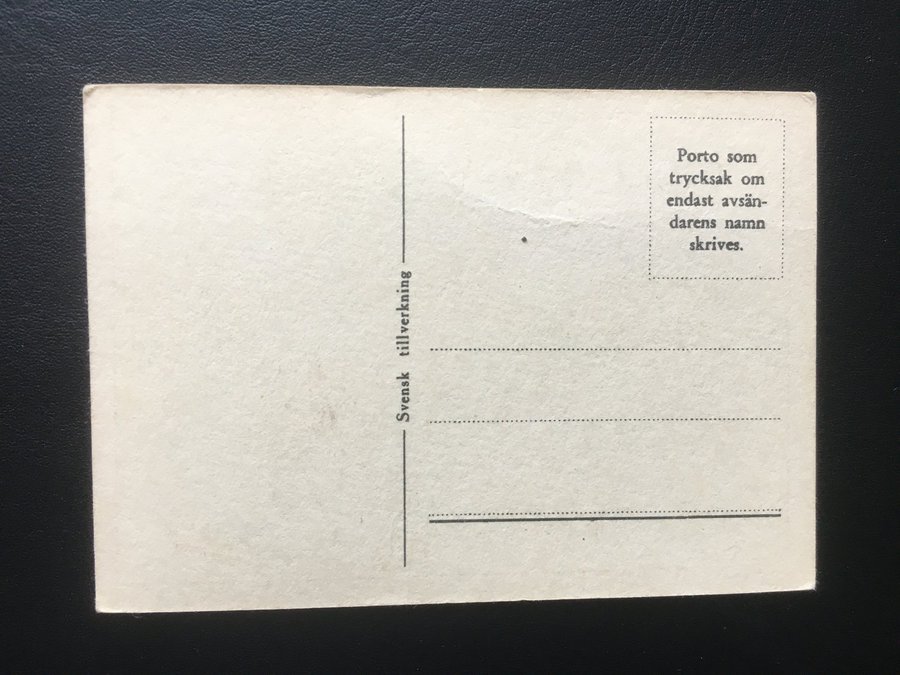 Porto som
trycksak om
endast avsän-
darens namn
skrives.
Svensk tillverkning